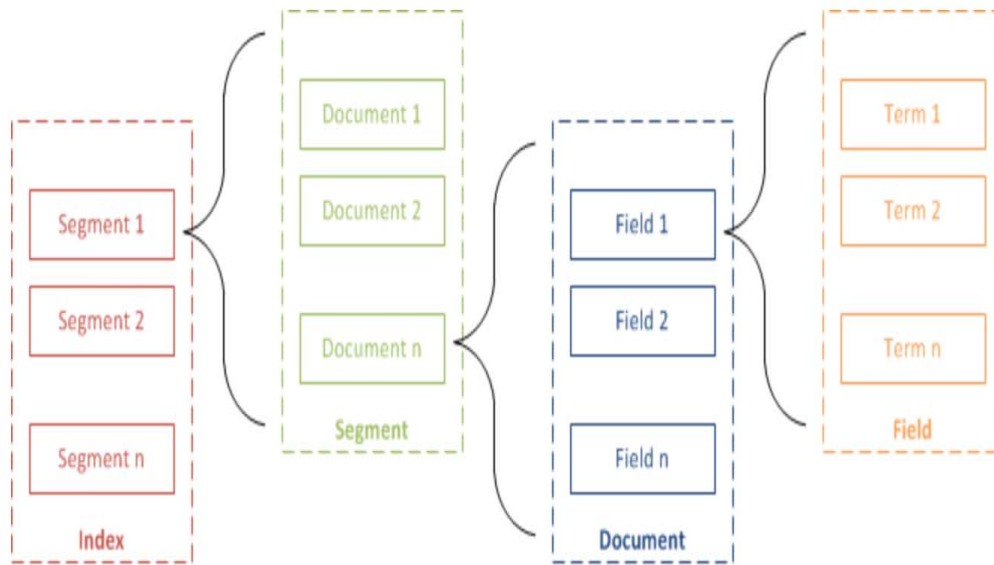 Segment 1
Segment 2
Segment n
Index
Document 1
Document 2
Document n
Segment
Field 1
Field 2
Field n
Document
Term 1
Term 2
Term n
Field